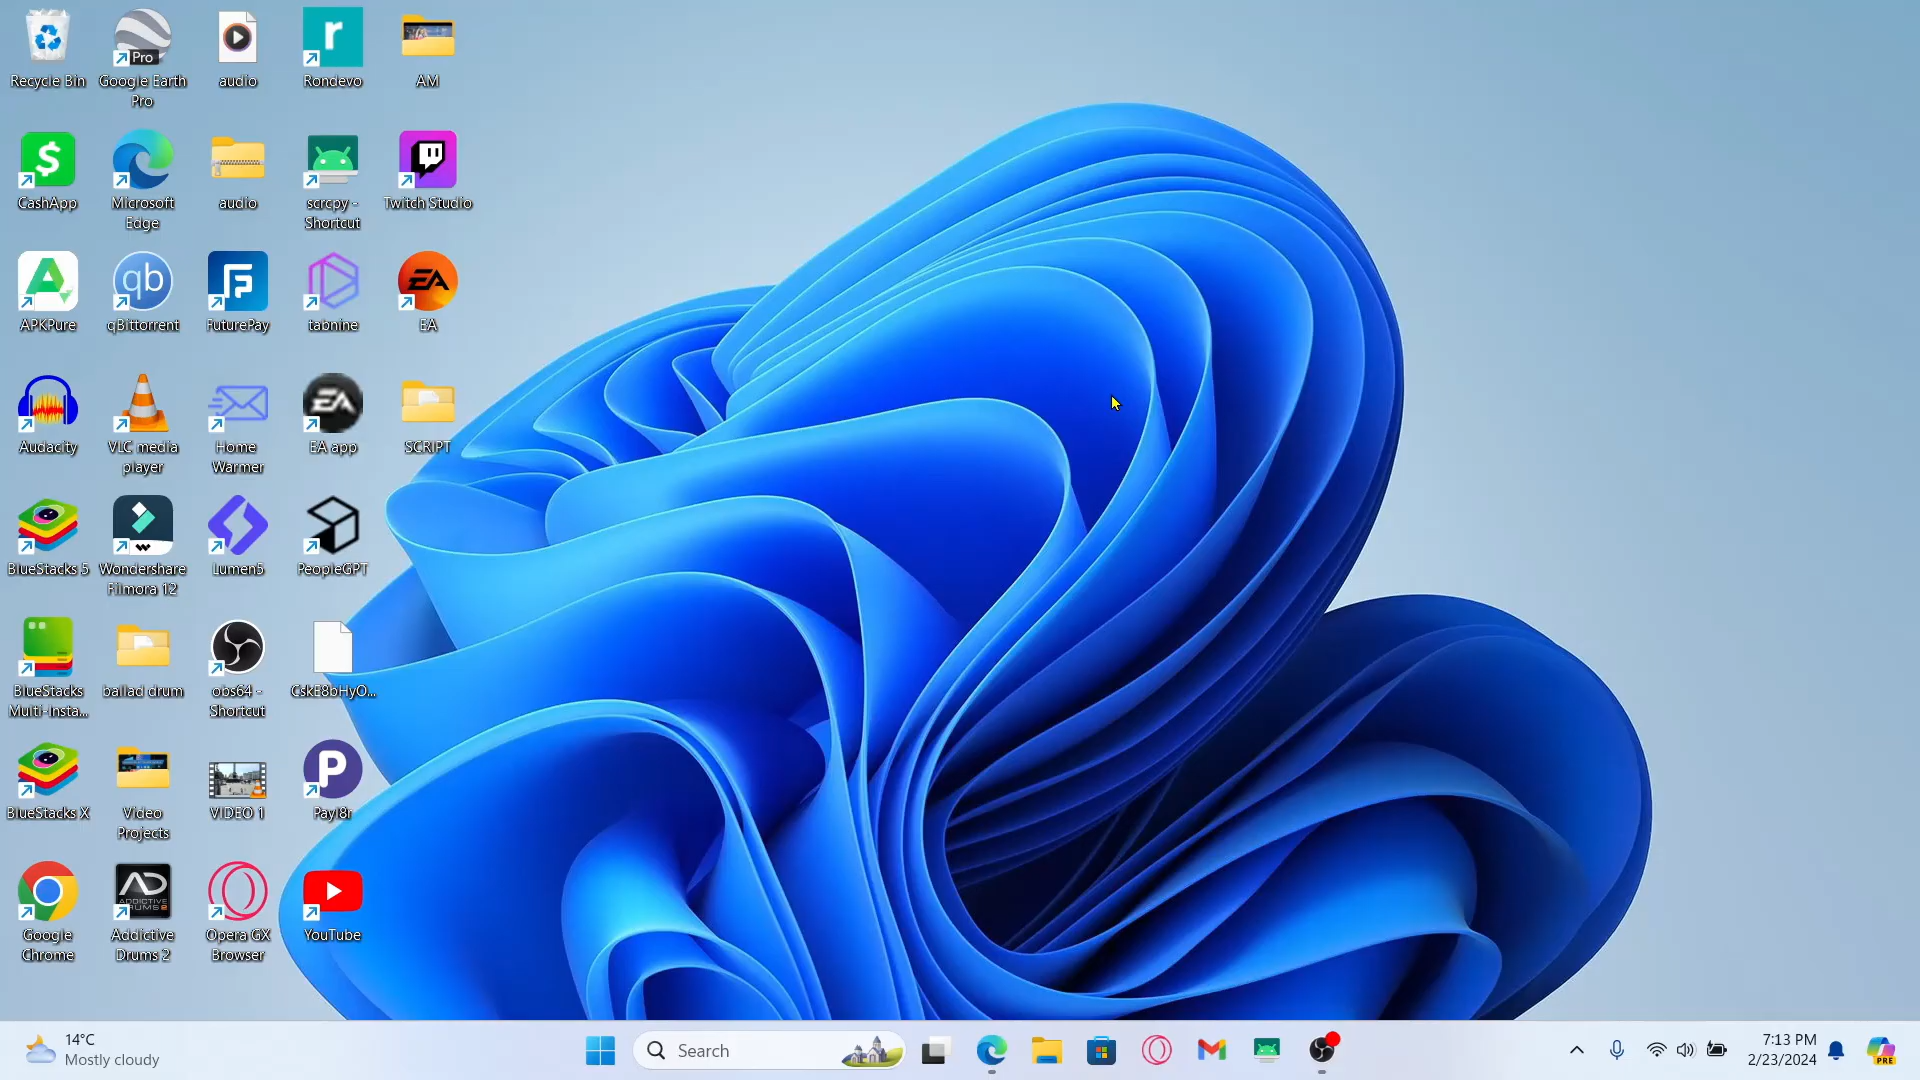 Recycle Bin
Google Earth
Pro
audio
Rondevo
AM
CashApp
Microsoft
Edge
audio
scrcpy -
Shortcut
Twitch Studio
APKPure
qBittorrent
FuturePay
tabnine
EA
Audacity
VLC media
player
Home
Warmer
EA app
SCRIPT
BlueStacks 5
Wondershare
Filmora 12
Lumen5
PeopleGPT
BlueStacks
Multi-Insta...
ballad drum
obs64 -
Shortcut
CskE8bHyO...
BlueStacks X
Video
Projects
VIDEO 1
Payl8r
Google
Chrome
Addictive
Drums 2
Opera GX
Browser
YouTube
14°C
Mostly cloudy
Search
7:13 PM
2/23/2024